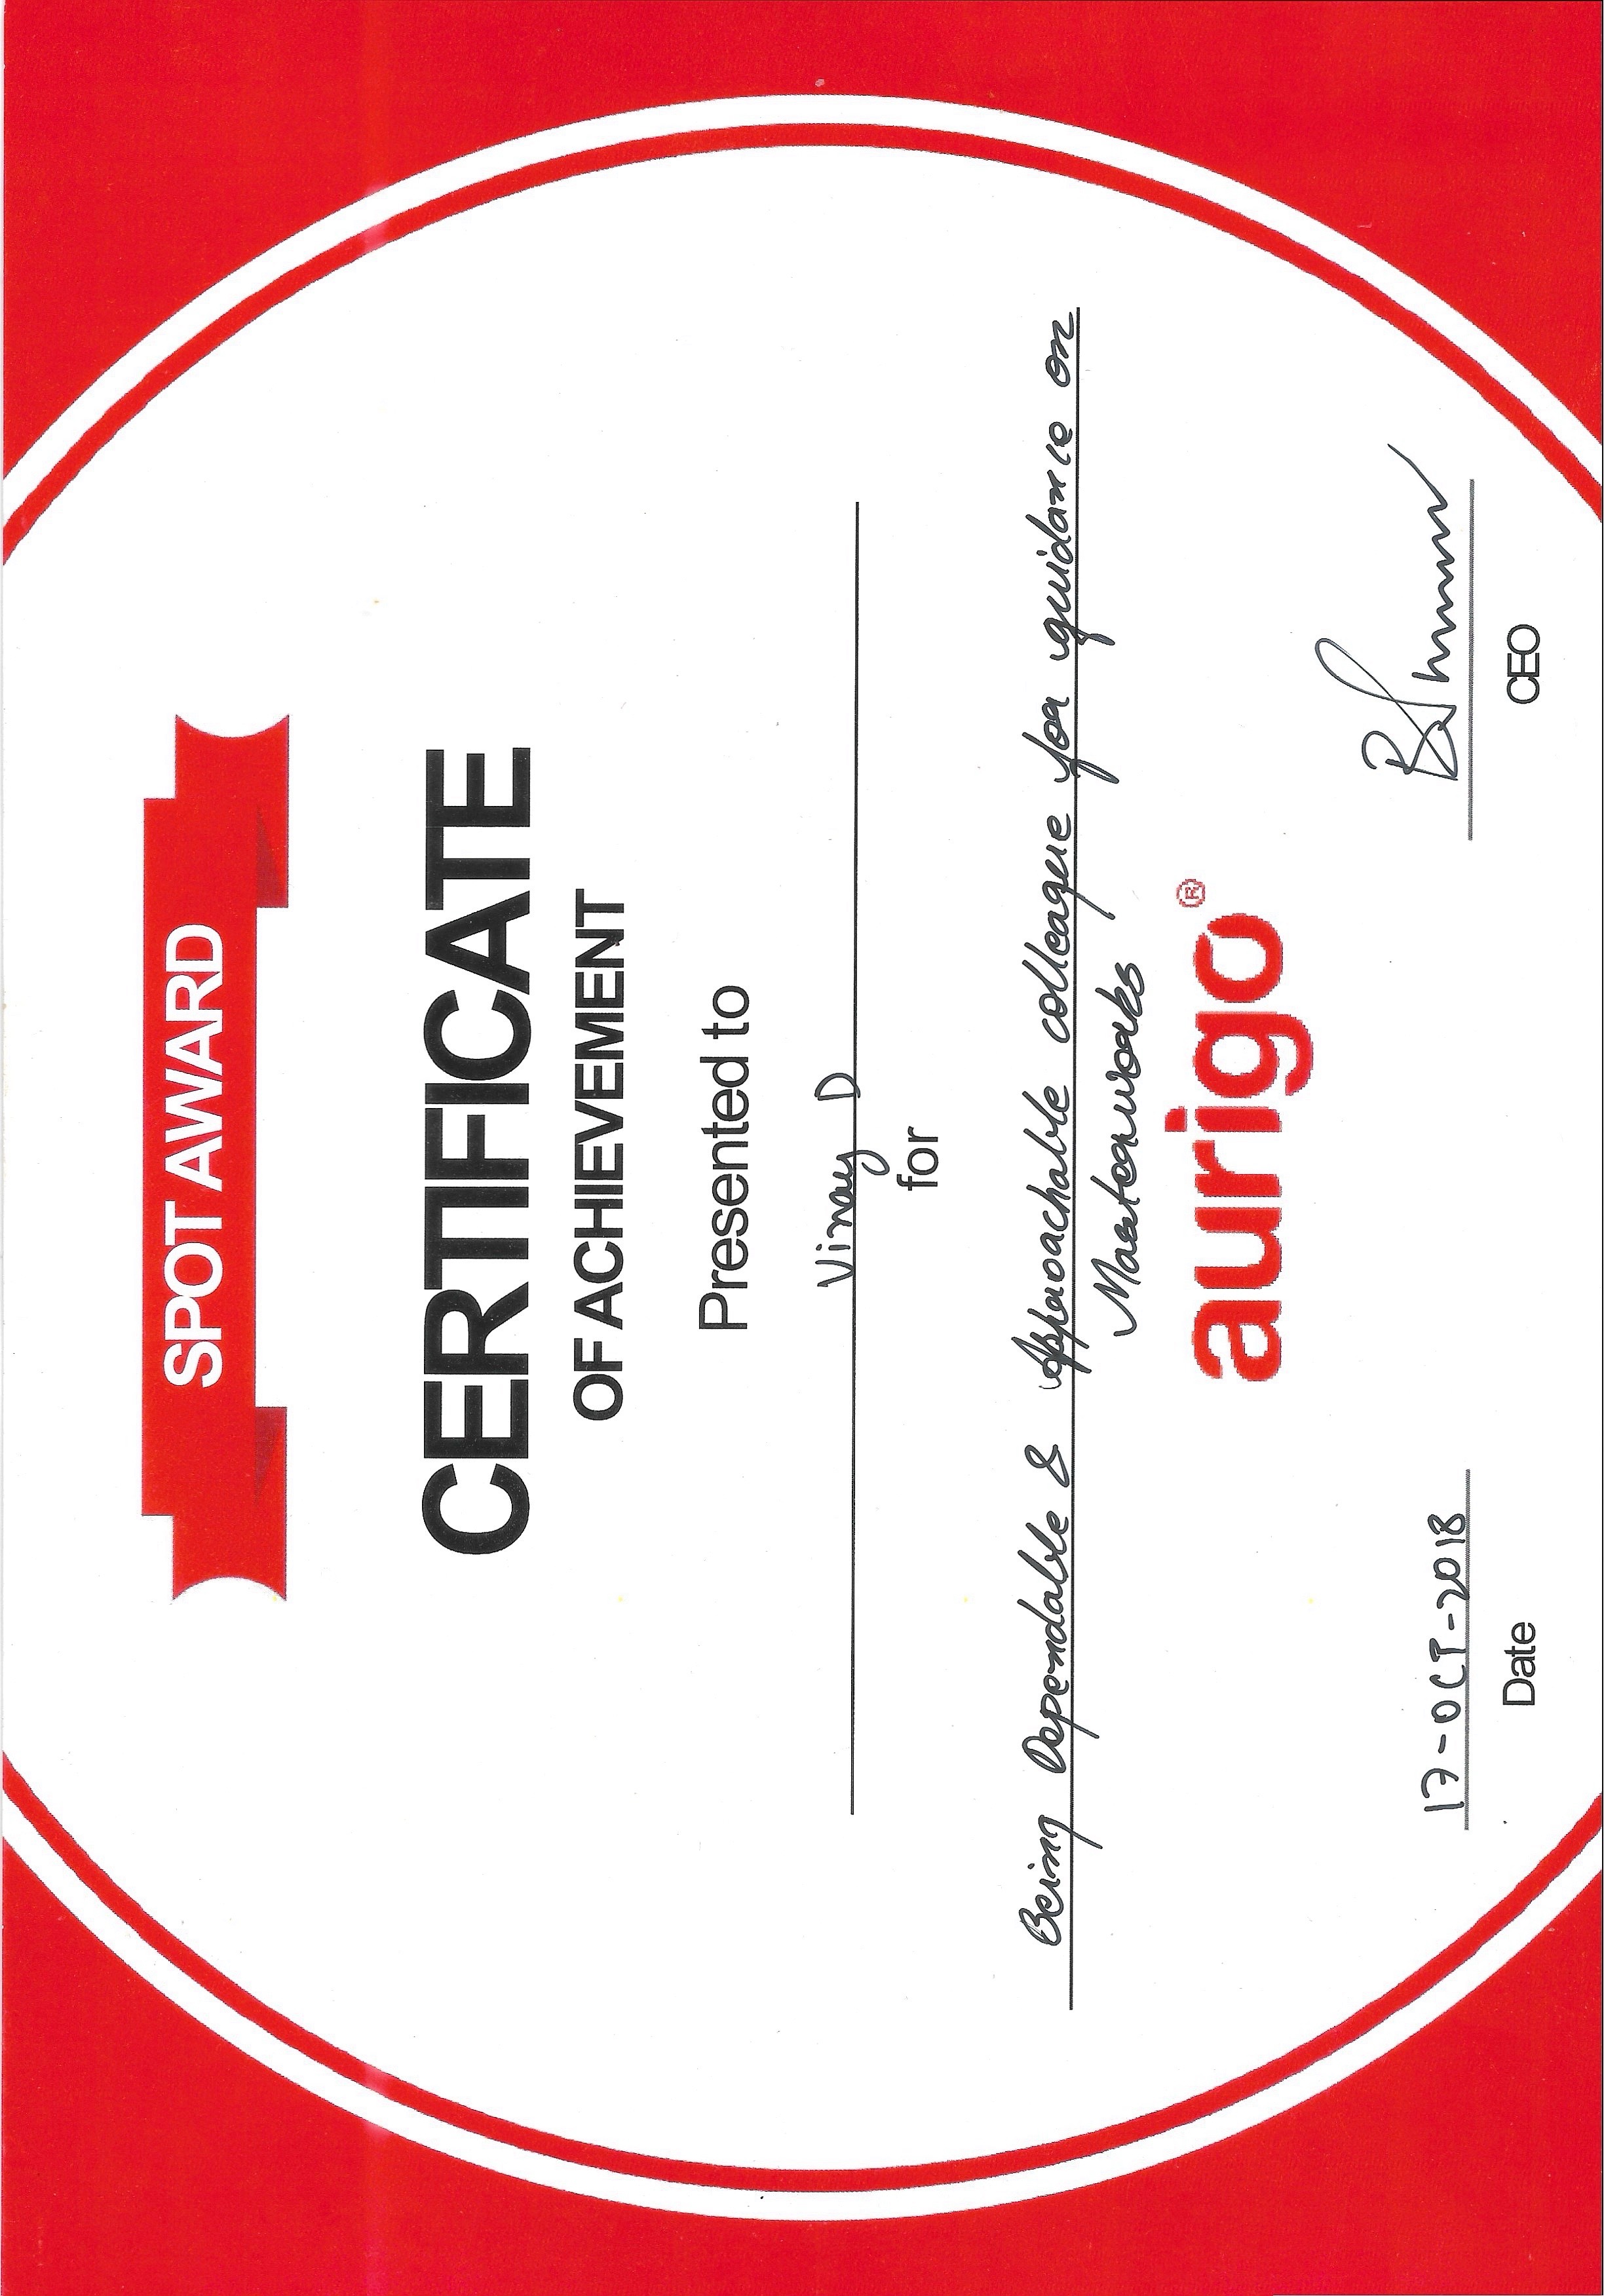 SPOT AWARD
CERTIFICATE
OF ACHIEVEMENT
Presented to
Vinay D
for
Being Dependable & Approachable colleague for guidance on
Masterworks
aurigo®
17-OCT-2018
Date
CEO